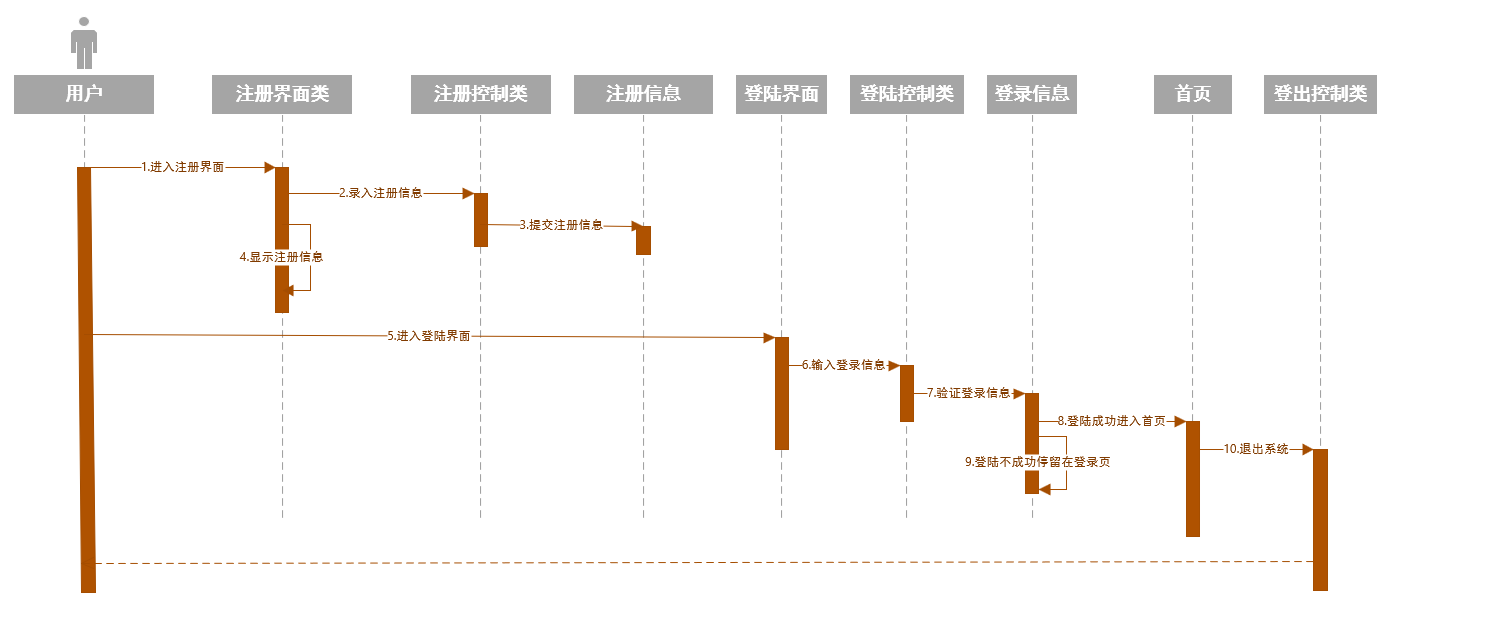 用户
注册界面类
注册控制类
注册信息
登陆界面
登陆控制类
登录信息
首页
登出控制类
1.进入注册界面
2.录入注册信息
3.提交注册信息
4.显示注册信息
5.进入登陆界面
6.输入登录信息
7.验证登录信息
8.登陆成功进入首页
10.退出系统
9.登陆不成功停留在登录页